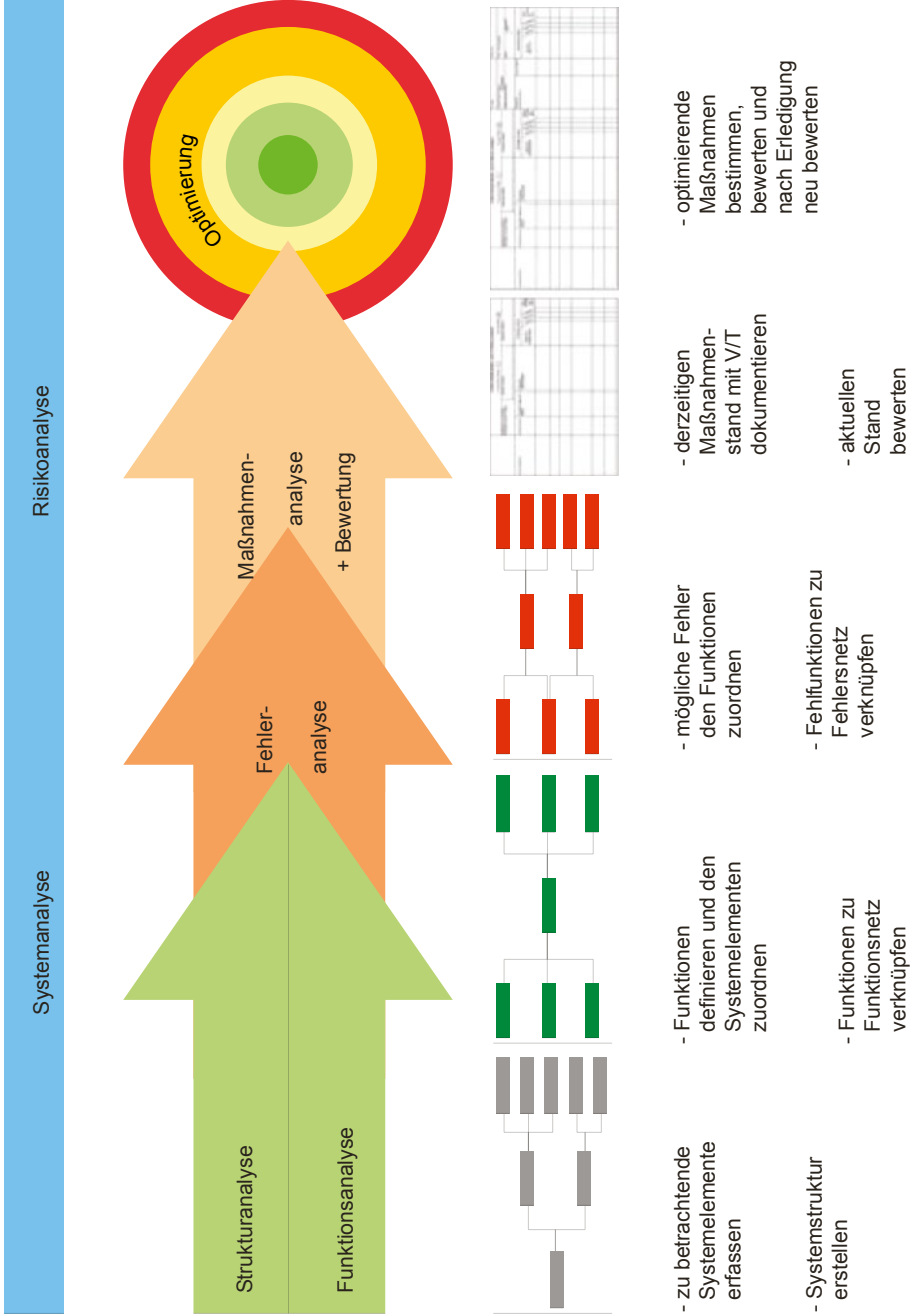 Systemanalyse
Risikoanalyse
Strukturanalyse
Funktionsanalyse
Fehler-
analyse
Maßnahmen-
analyse
+ Bewertung
Optimierung
- zu betrachtende
Systemelemente
erfassen
- Systemstruktur
erstellen
- Funktionen
definieren und den
Systemelementen
zuordnen
- Funktionen zu
Funktionsnetz
verknüpfen
- mögliche Fehler
den Funktionen
zuordnen
- Fehlfunktionen zu
Fehlersnetz
verknüpfen
- derzeitigen
Maßnahmen-
stand mit V/T
dokumentieren
- aktuellen
Stand
bewerten
- optimierende
Maßnahmen
bestimmen,
bewerten und
nach Erledigung
neu bewerten